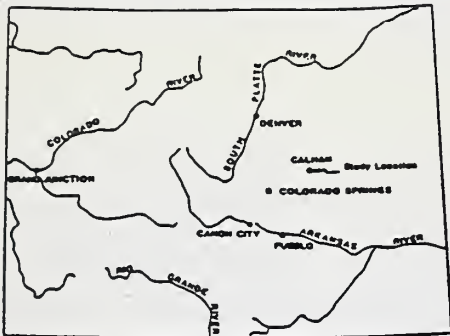 RIVER
PLATTE
SOUTH
RIVER
COLORADO
DENVER
CALHAN
Study Location
GRAND JUNCTION
COLORADO SPRINGS
CANON CITY
PUEBLO
ARKANSAS
RIVER
RIO
GRANDE
RIVER